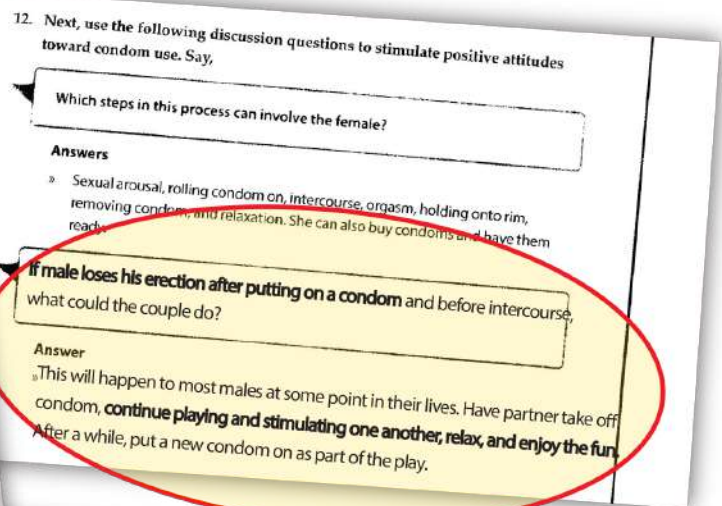 12. Next, use the following discussion questions to stimulate positive attitudes
toward condom use. Say,
Which steps in this process can involve the female?
Answers
» Sexual arousal, rolling condom on, intercourse, orgasm, holding onto rim,
removing condom, and relaxation. She can also buy condoms and have them
ready.
If male loses his erection after putting on a condom and before intercourse,
what could the couple do?
Answer
»This will happen to most males at some point in their lives. Have partner take off
condom, continue playing and stimulating one another, relax, and enjoy the fun.
After a while, put a new condom on as part of the play.